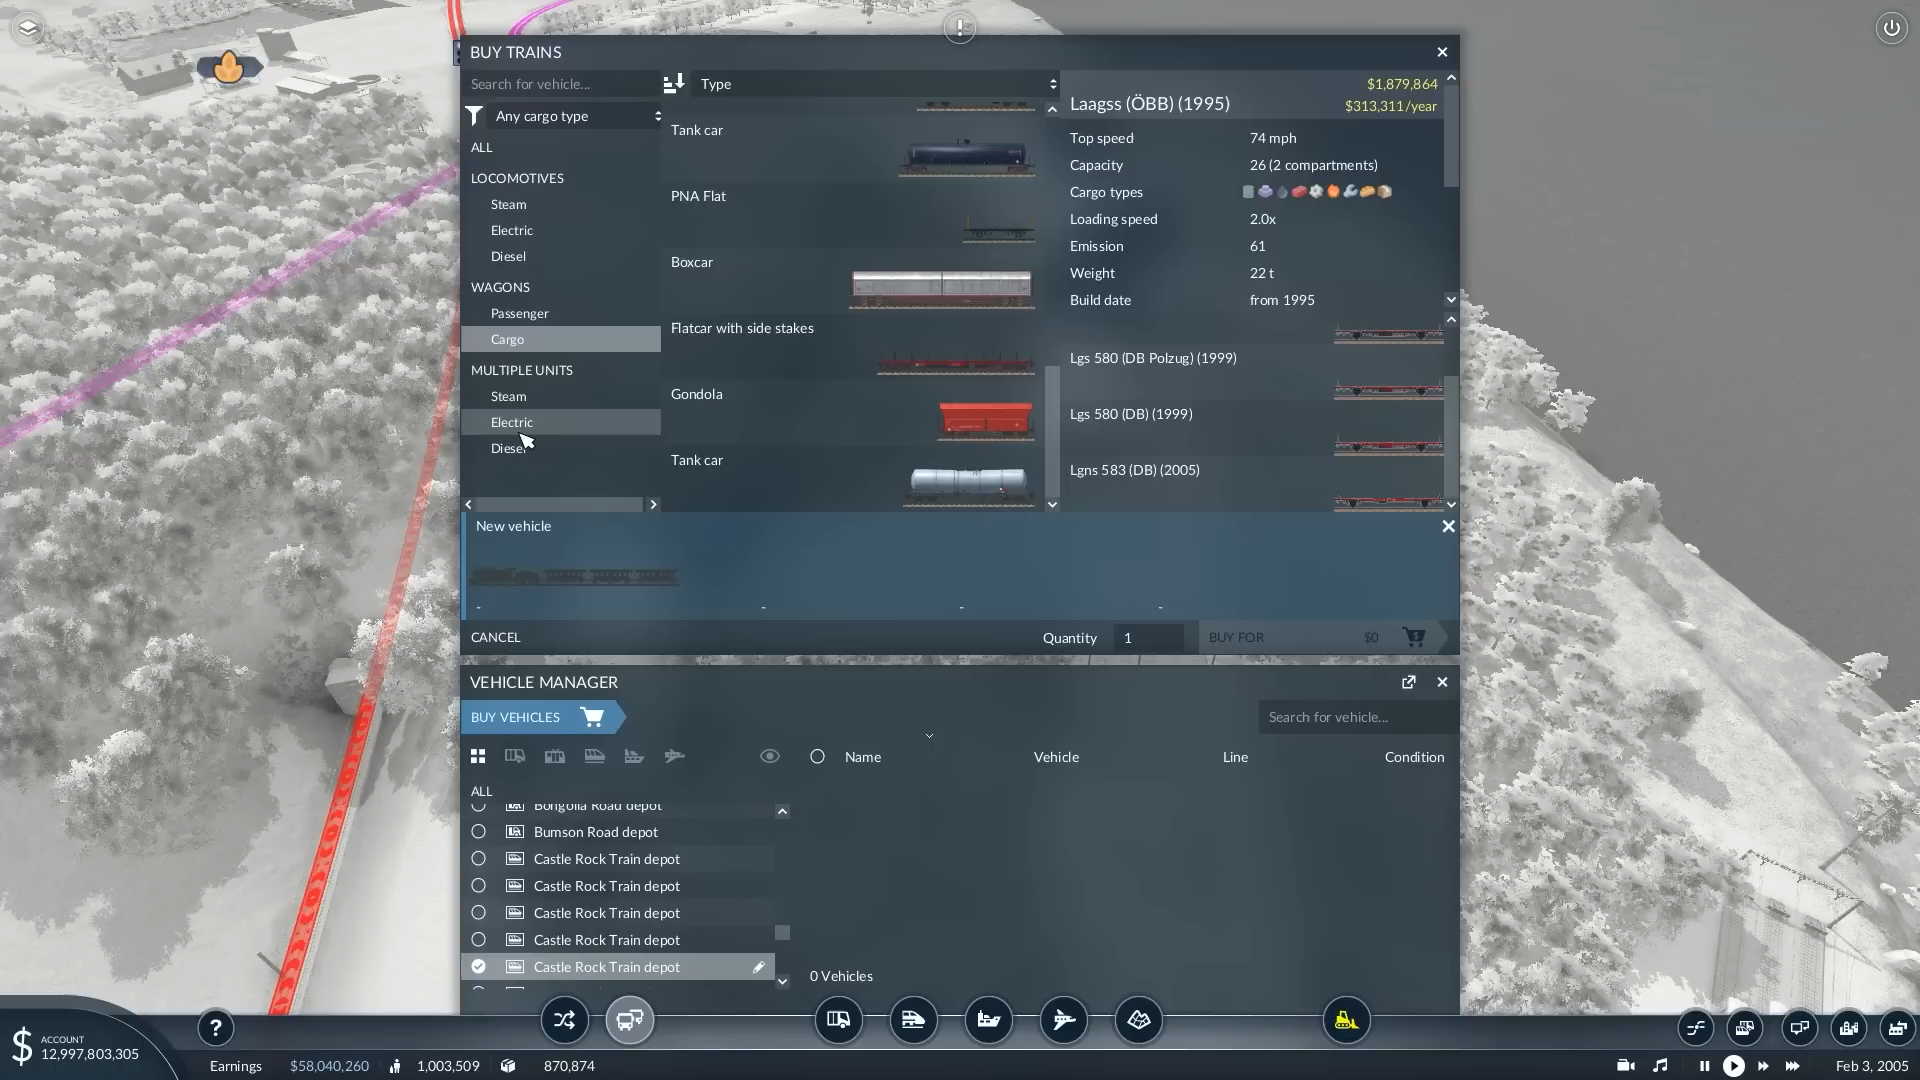 BUY TRAINS
Search for vehicle...
Type
Any cargo type
ALL
LOCOMOTIVES
Steam
Electric
Diesel
WAGONS
Passenger
Cargo
MULTIPLE UNITS
Steam
Electric
Diesel
Tank car
PNA Flat
Boxcar
Flatcar with side stakes
Gondola
Tank car
$1,879,864
Laagss (ÖBB) (1995)
$313,311/year
Top speed 74 mph
Capacity 26 (2 compartments)
Cargo types
Loading speed 2.0x
Emission 61
Weight 22 t
Build date from 1995
Lgs 580 (DB Polzug) (1999)
Lgs 580 (DB) (1999)
Lgns 583 (DB) (2005)
New vehicle
- - - -
CANCEL
Quantity 1
BUY FOR $0
VEHICLE MANAGER
BUY VEHICLES
Search for vehicle...
Name Vehicle Line Condition
ALL
Bongolla Road depot
Bumson Road depot
Castle Rock Train depot
Castle Rock Train depot
Castle Rock Train depot
Castle Rock Train depot
Castle Rock Train depot
0 Vehicles
$ ACCOUNT
12,997,803,305
?
Earnings $58,040,260 1,003,509 870,874
Feb 3, 2005